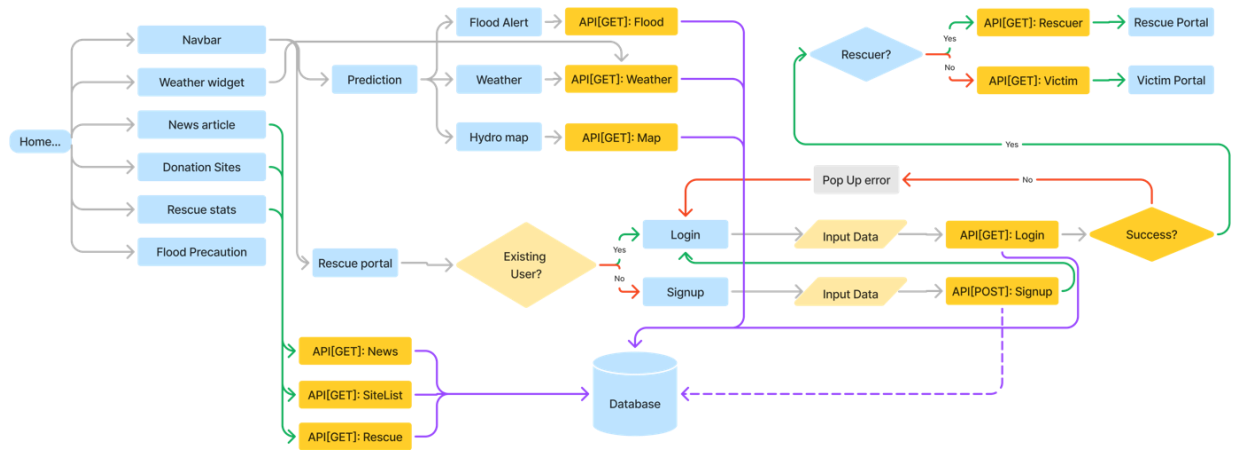 Home...
Navbar
Weather widget
News article
Donation Sites
Rescue stats
Flood Precaution
Prediction
Rescue portal
Flood Alert
Weather
Hydro map
API[GET]: Flood
API[GET]: Weather
API[GET]: Map
Existing
User?
Yes
No
Login
Signup
Input Data
Input Data
API[GET]: Login
API[POST]: Signup
Success?
No
Pop Up error
Yes
Rescuer?
Yes
No
API[GET]: Rescuer
API[GET]: Victim
Rescue Portal
Victim Portal
API[GET]: News
API[GET]: SiteList
API[GET]: Rescue
Database